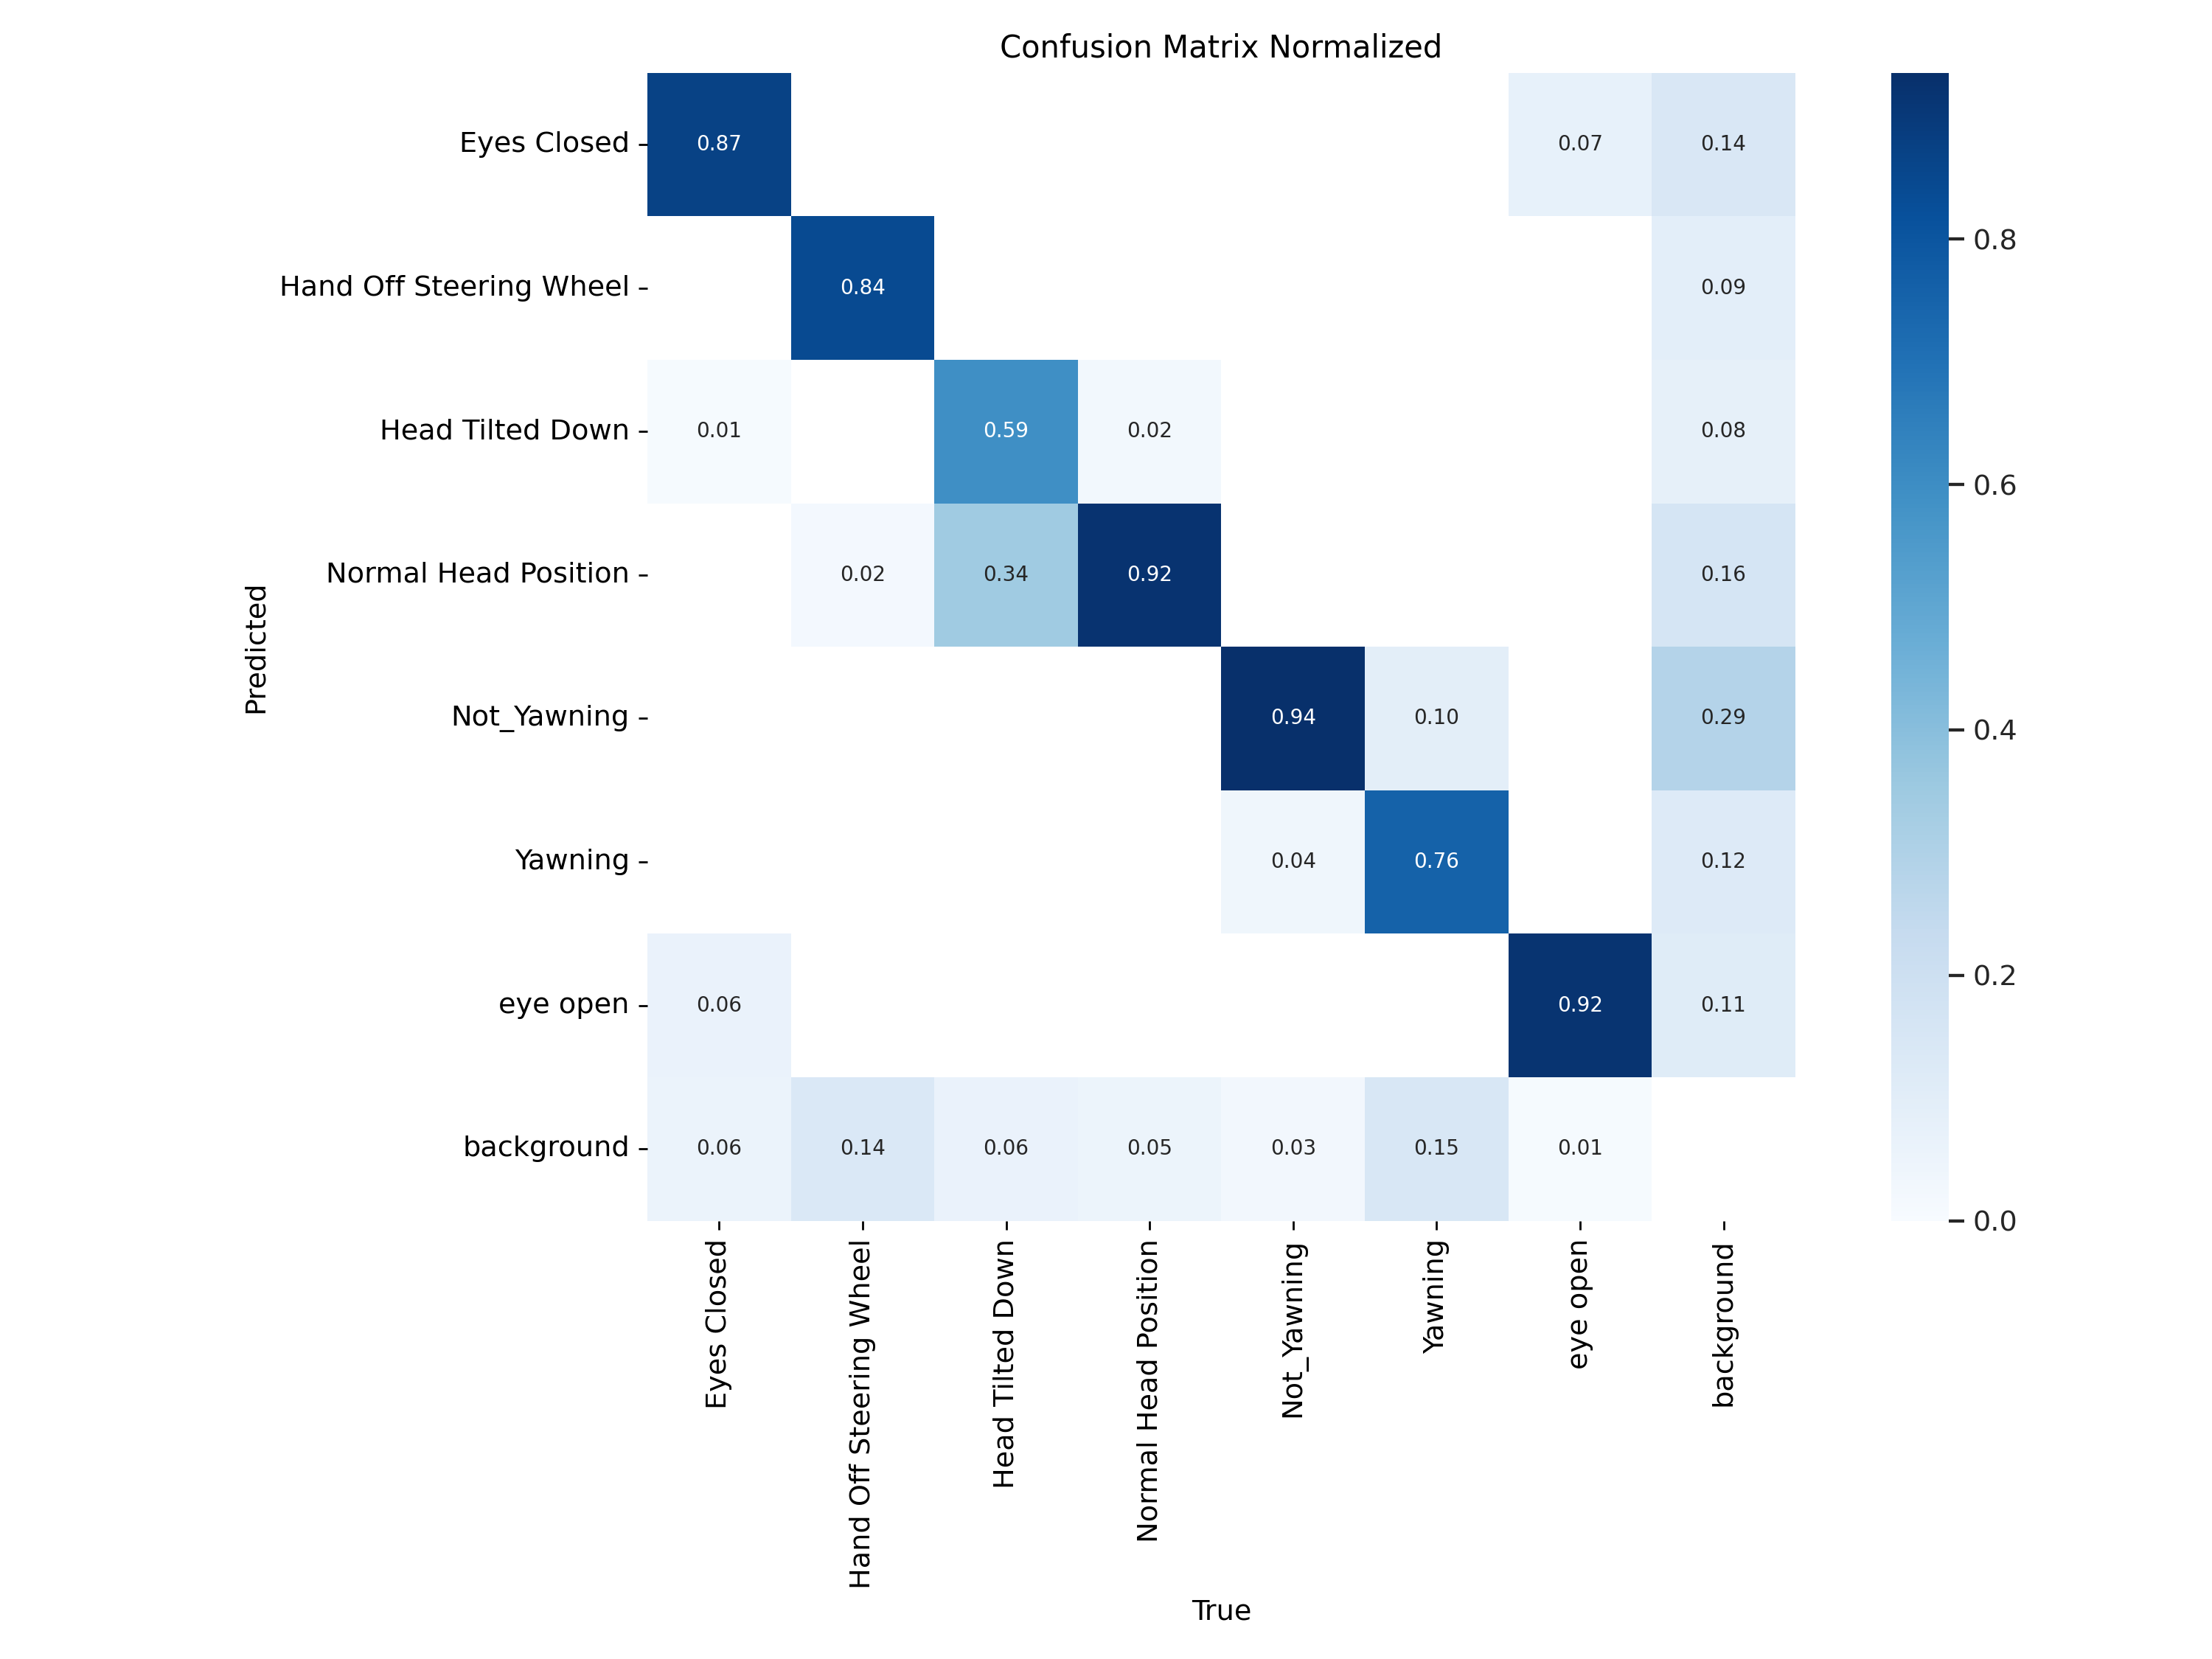 Confusion Matrix Normalized
Eyes Closed 0.87 0.07 0.14
0.8
Hand Off Steering Wheel 0.84 0.09
Head Tilted Down 0.01 0.59 0.02 0.08
0.6
Normal Head Position 0.02 0.34 0.92 0.16
Predicted
Not_Yawning 0.94 0.10 0.29
0.4
Yawning 0.04 0.76 0.12
0.2
eye open 0.06 0.92 0.11
background 0.06 0.14 0.06 0.05 0.03 0.15 0.01
0.0
Eyes Closed
Hand Off Steering Wheel
Head Tilted Down
Normal Head Position
Not_Yawning
Yawning
eye open
background
True